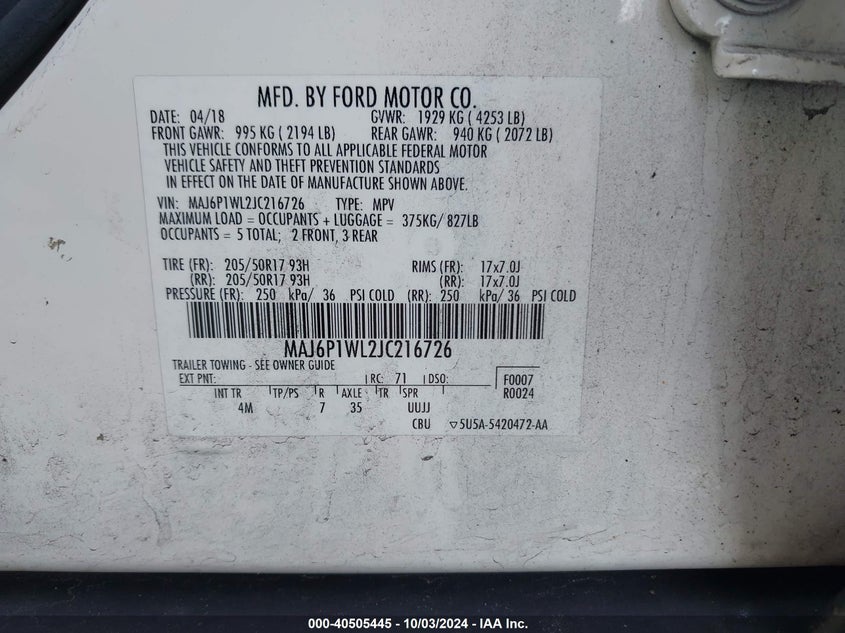 MFD. BY FORD MOTOR CO.
DATE: 04/18 GVWR: 1929 KG ( 4253 LB)
FRONT GAWR: 995 KG ( 2194 LB) REAR GAWR: 940 KG ( 2072 LB)
THIS VEHICLE CONFORMS TO ALL APPLICABLE FEDERAL MOTOR
VEHICLE SAFETY AND THEFT PREVENTION STANDARDS
IN EFFECT ON THE DATE OF MANUFACTURE SHOWN ABOVE.
VIN: MAJ6P1WL2JC216726 TYPE: MPV
MAXIMUM LOAD = OCCUPANTS + LUGGAGE = 375KG/ 827LB
OCCUPANTS = 5 TOTAL; 2 FRONT, 3 REAR
TIRE (FR): 205/50R17 93H RIMS (FR): 17x7.0J
(RR): 205/50R17 93H (RR): 17x7.0J
PRESSURE (FR): 250 kPa/ 36 PSI COLD (RR): 250 kPa/ 36 PSI COLD
MAJ6P1WL2JC216726
TRAILER TOWING - SEE OWNER GUIDE
EXT PNT: RC: 71 DSO: F0007
INT TR TP/PS R AXLE TR SPR R0024
4M 7 35 UUJJ
CBU ▽5U5A-5420472-AA
000-40505445 - 10/03/2024 - IAA Inc.